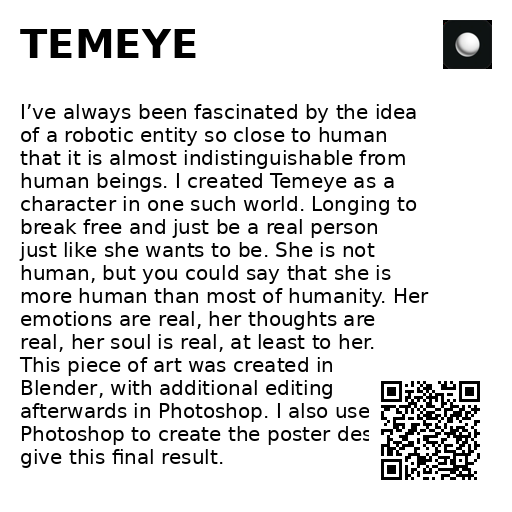 TEMEYE
I’ve always been fascinated by the idea
of a robotic entity so close to human
that it is almost indistinguishable from
human beings. I created Temeye as a
character in one such world. Longing to
break free and just be a real person
just like she wants to be. She is not
human, but you could say that she is
more human than most of humanity. Her
emotions are real, her thoughts are
real, her soul is real, at least to her.
This piece of art was created in
Blender, with additional editing
afterwards in Photoshop. I also use
Photoshop to create the poster
give this final result.